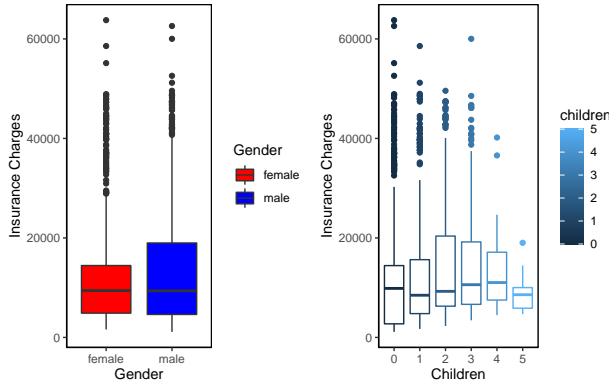 Insurance Charges
60000
40000
20000
0
female
male
Gender
Gender
female
male
Insurance Charges
60000
40000
20000
0
0
1
2
3
4
5
Children
children
5
4
3
2
1
0